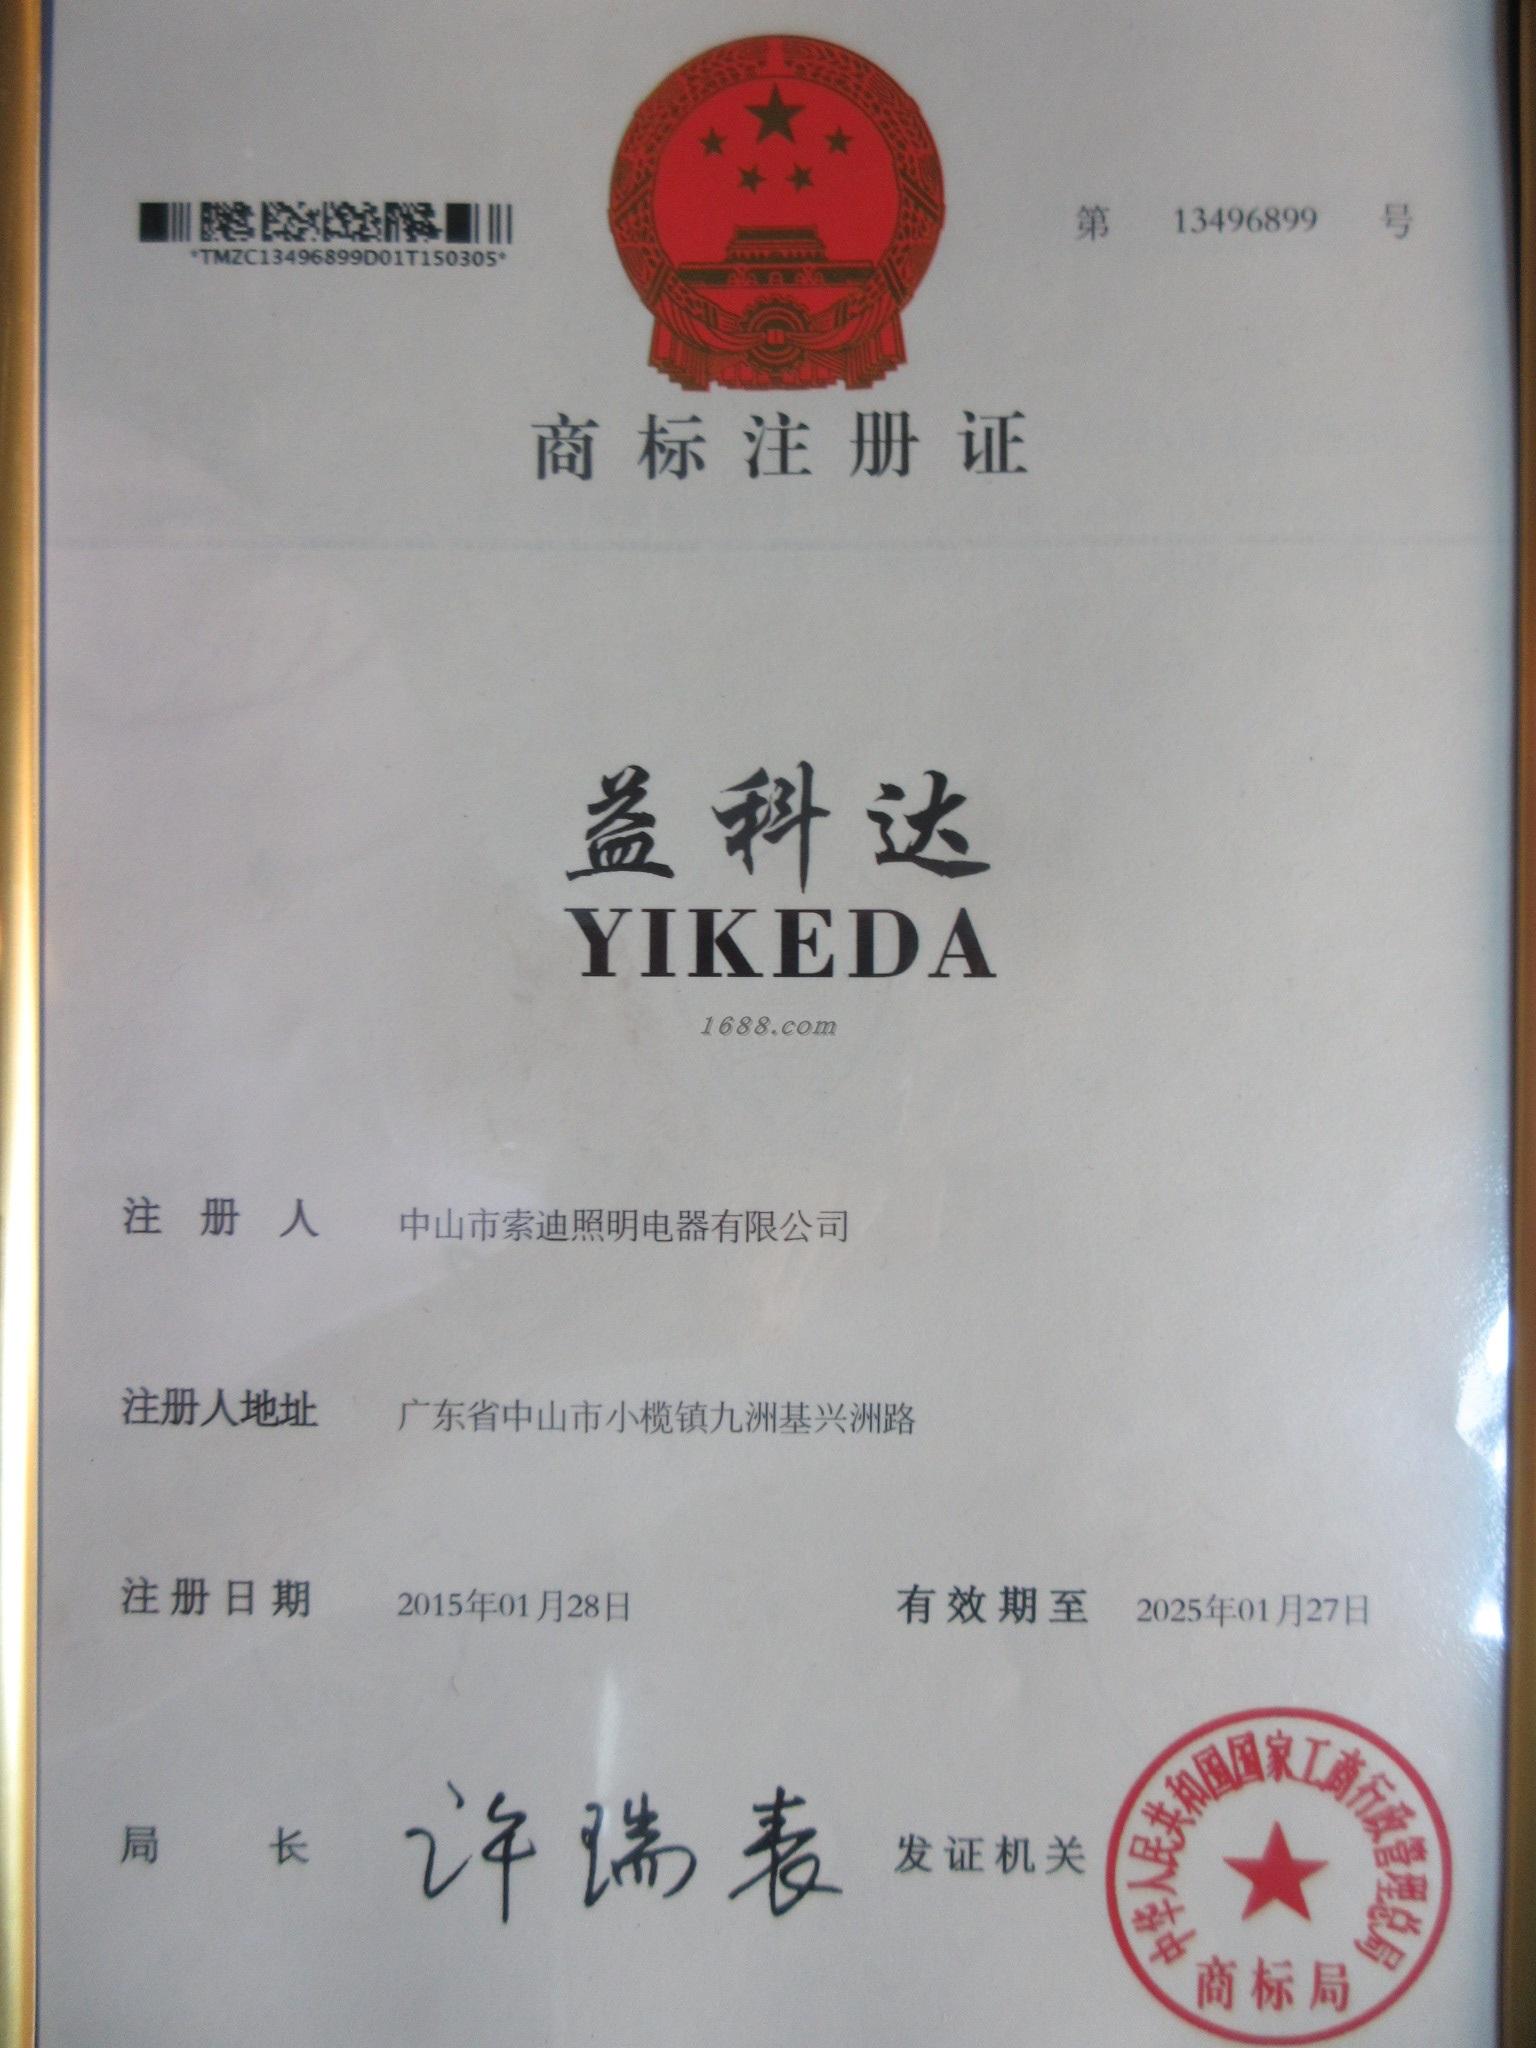 第 13496899 号
*TMZC13496899D01T150305*
商标注册证
益科达
YIKEDA
1688.com
注册人 中山市索迪照明电器有限公司
注册人地址 广东省中山市小榄镇九洲基兴洲路
注册日期 2015年01月28日 有效期至 2025年01月27日
局长 许瑞表 发证机关
中华人民共和国国家工商行政管理总局
商标局